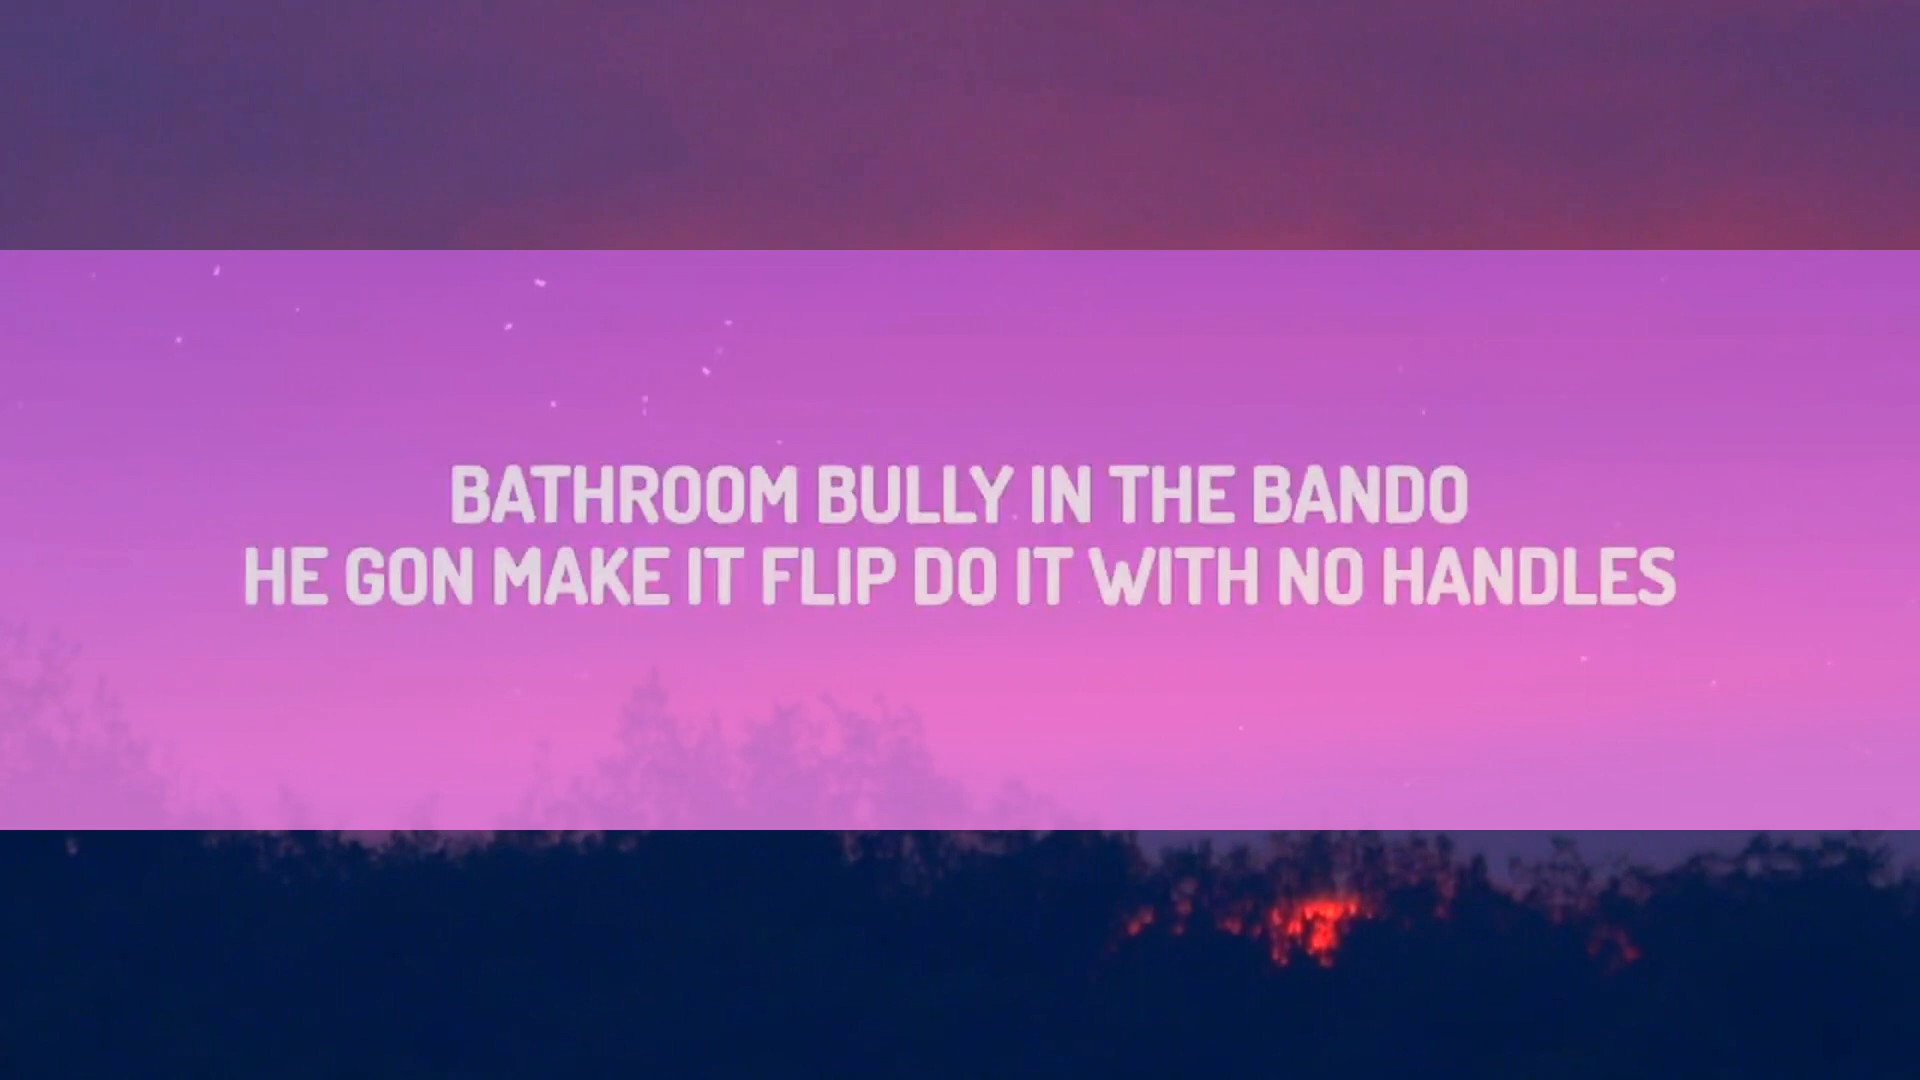 BATHROOM BULLY IN THE BANDO
HE GON MAKE IT FLIP DO IT WITH NO HANDLES